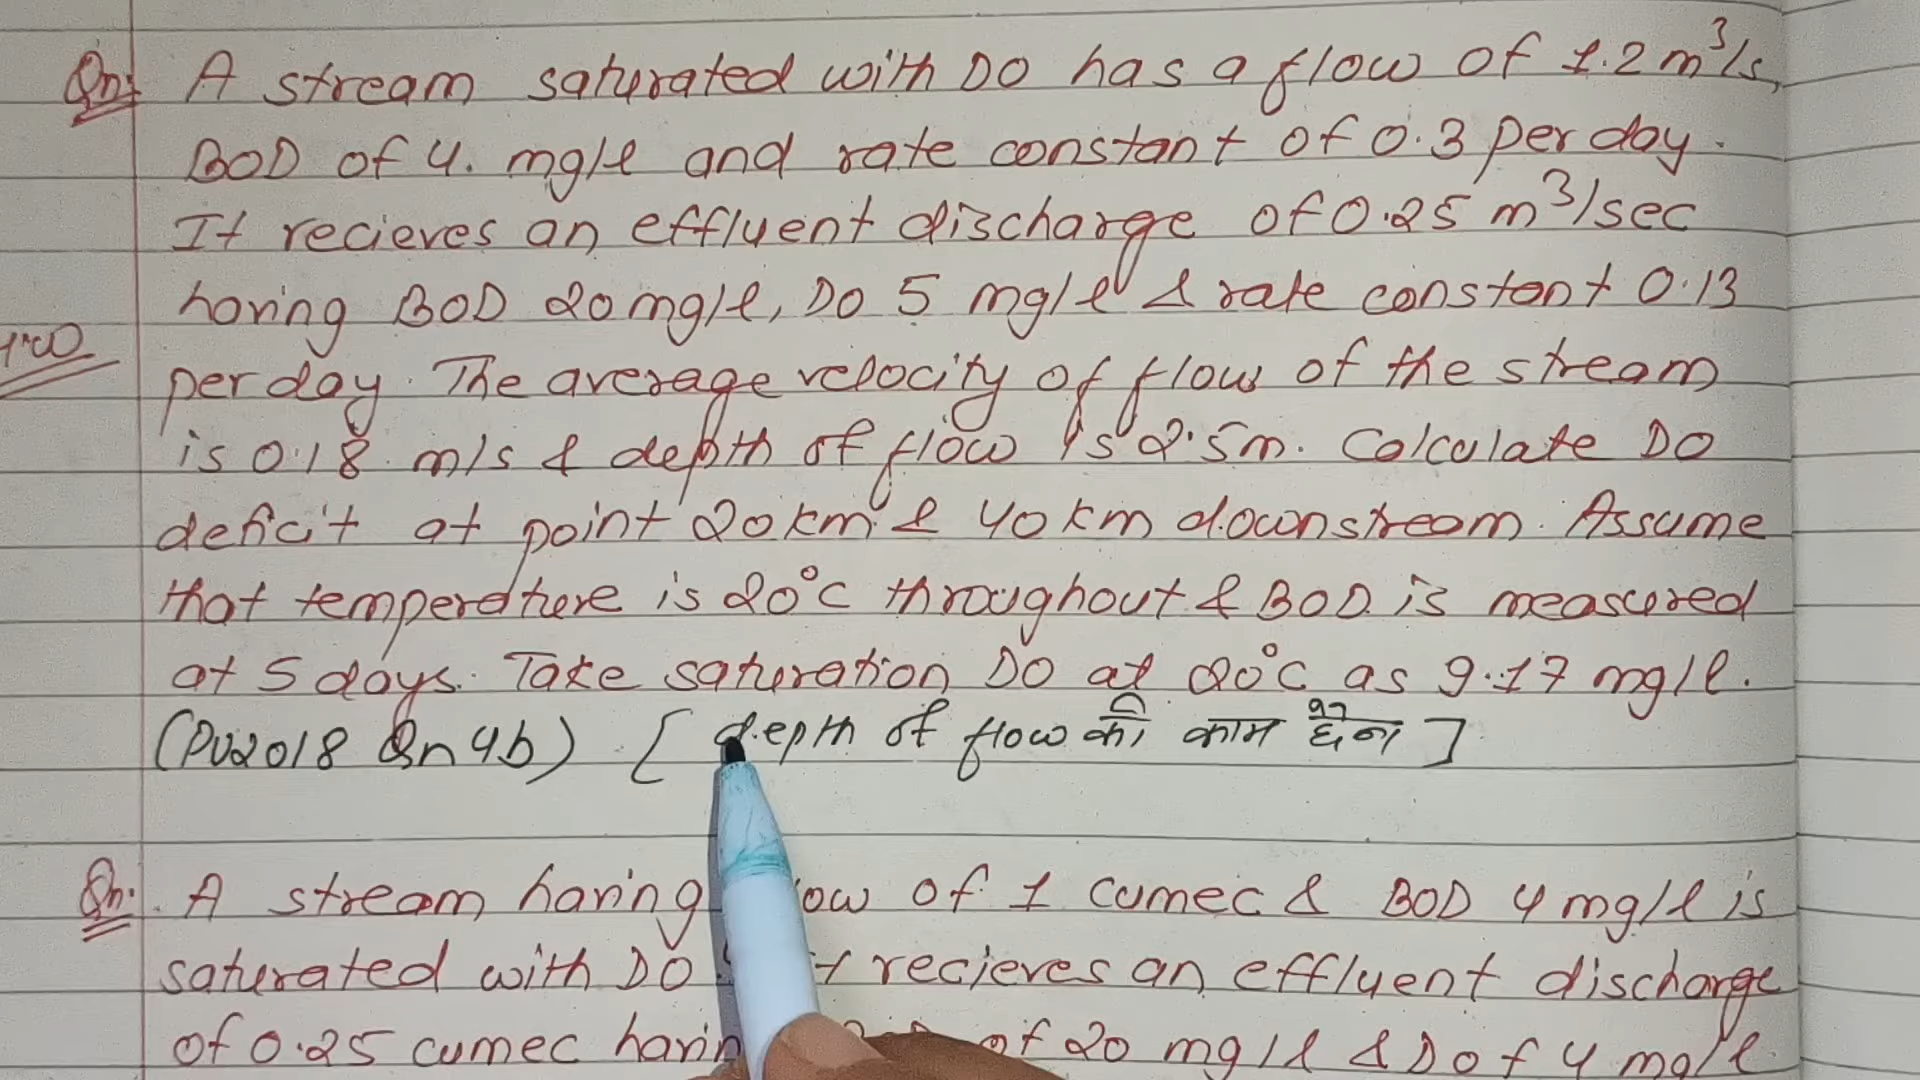 Qn: A stream saturated with DO has a flow of 1.2 m³/s,
BOD of 4. mg/l and rate constant of 0.3 per day.
It recieves an effluent discharge of 0.25 m³/sec
having BOD 20 mg/l, DO 5 mg/l & rate constant 0.13
per day. The average velocity of flow of the stream
is 0.18 m/s & depth of flow is 2.5m. Calculate DO
deficit at point 20 km & 40 km downstream. Assume
that temperature is 20°C throughout & BOD is measured
at 5 days. Take saturation DO at 20°C as 9.17 mg/l.
(PU2018 Qn 4b) [depth of flow को काम छैन]
Qn. A stream having of 1 cumec & BOD 4 mg/l is
saturated with DO recieves an effluent discharge
of 0.25 cumec of 20 mg/l & DO of 4 mg/l.